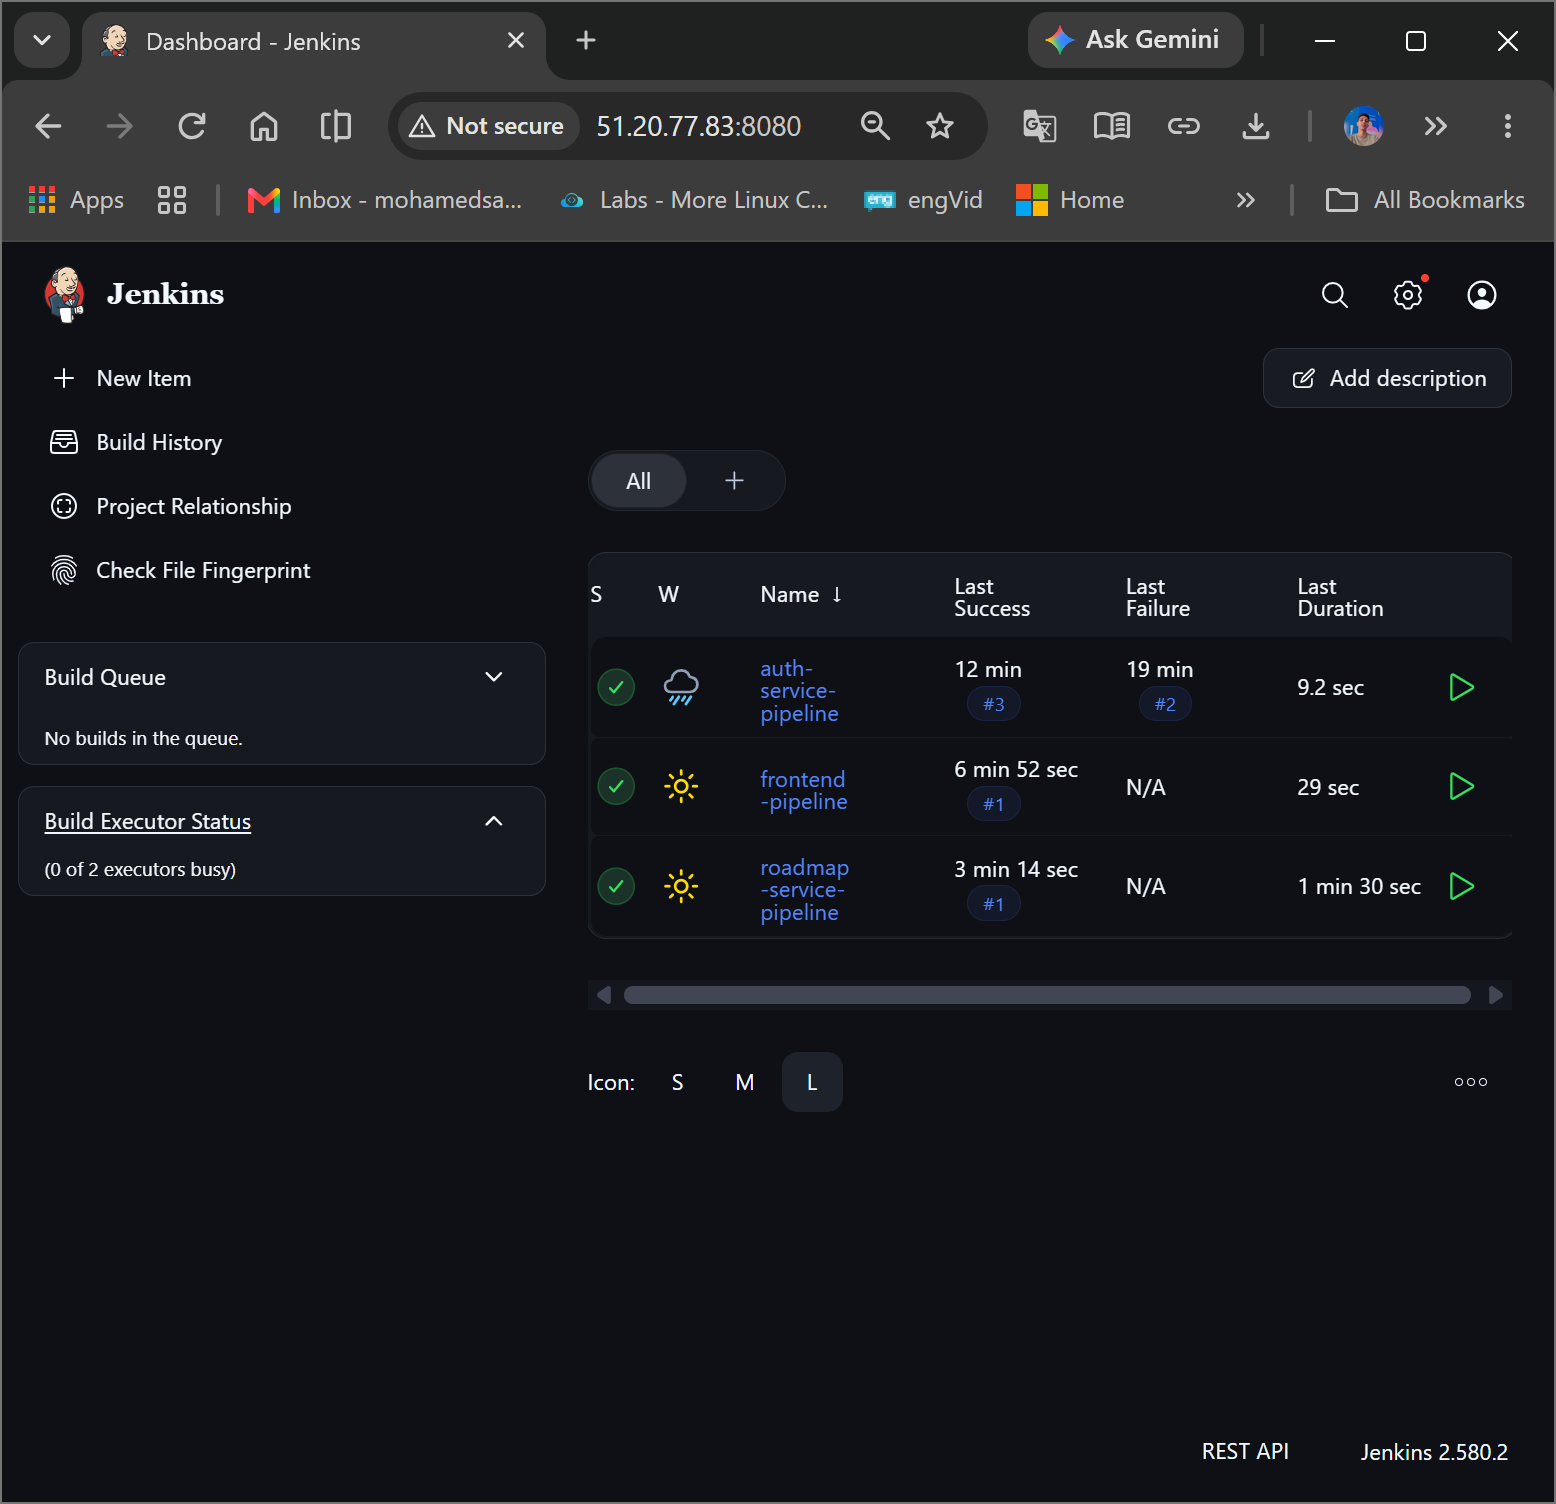 Dashboard - Jenkins
Ask Gemini
Not secure
51.20.77.83:8080
Apps
Inbox - mohamedsa...
Labs - More Linux C...
eng
engVid
Home
All Bookmarks
Jenkins
New Item
Build History
Project Relationship
Check File Fingerprint
Build Queue
No builds in the queue.
Build Executor Status
(0 of 2 executors busy)
Add description
All
S
W
Name ↓
Last
Success
Last
Failure
Last
Duration
auth-
service-
pipeline
12 min
#3
19 min
#2
9.2 sec
frontend
-pipeline
6 min 52 sec
#1
N/A
29 sec
roadmap
-service-
pipeline
3 min 14 sec
#1
N/A
1 min 30 sec
Icon:
S
M
L
REST API
Jenkins 2.580.2